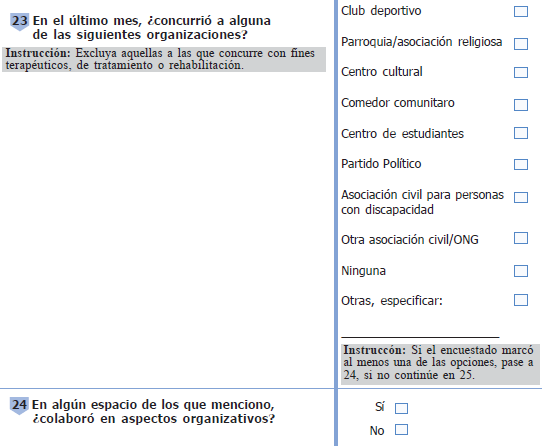 23 En el último mes, ¿concurrió a alguna
de las siguientes organizaciones?
Instrucción: Excluya aquellas a las que concurre con fines
terapéuticos, de tratamiento o rehabilitación.
Club deportivo
Parroquia/asociación religiosa
Centro cultural
Comedor comunitaro
Centro de estudiantes
Partido Político
Asociación civil para personas
con discapacidad
Otra asociación civil/ONG
Ninguna
Otras, especificar:
Instruccón: Si el encuestado marcó
al menos una de las opciones, pase a
24, si no continúe en 25.
24 En algún espacio de los que menciono,
¿colaboró en aspectos organizativos?
Sí
No